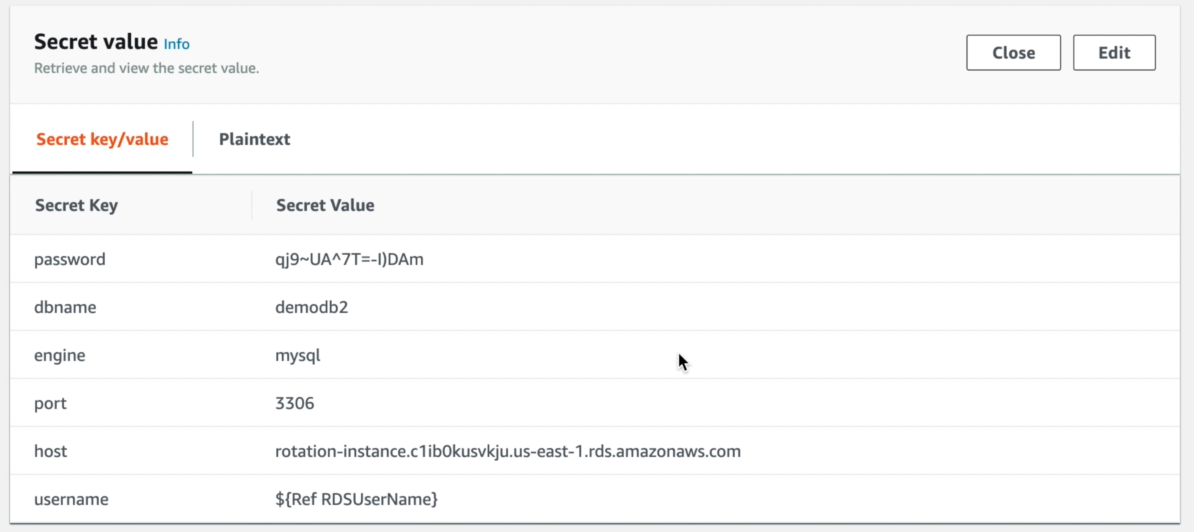 Secret value Info
Retrieve and view the secret value.
Close
Edit
Secret key/value
Plaintext
Secret Key Secret Value
password qj9~UA^7T=-I)DAm
dbname demodb2
engine mysql
port 3306
host rotation-instance.c1ib0kusvkju.us-east-1.rds.amazonaws.com
username ${Ref RDSUserName}